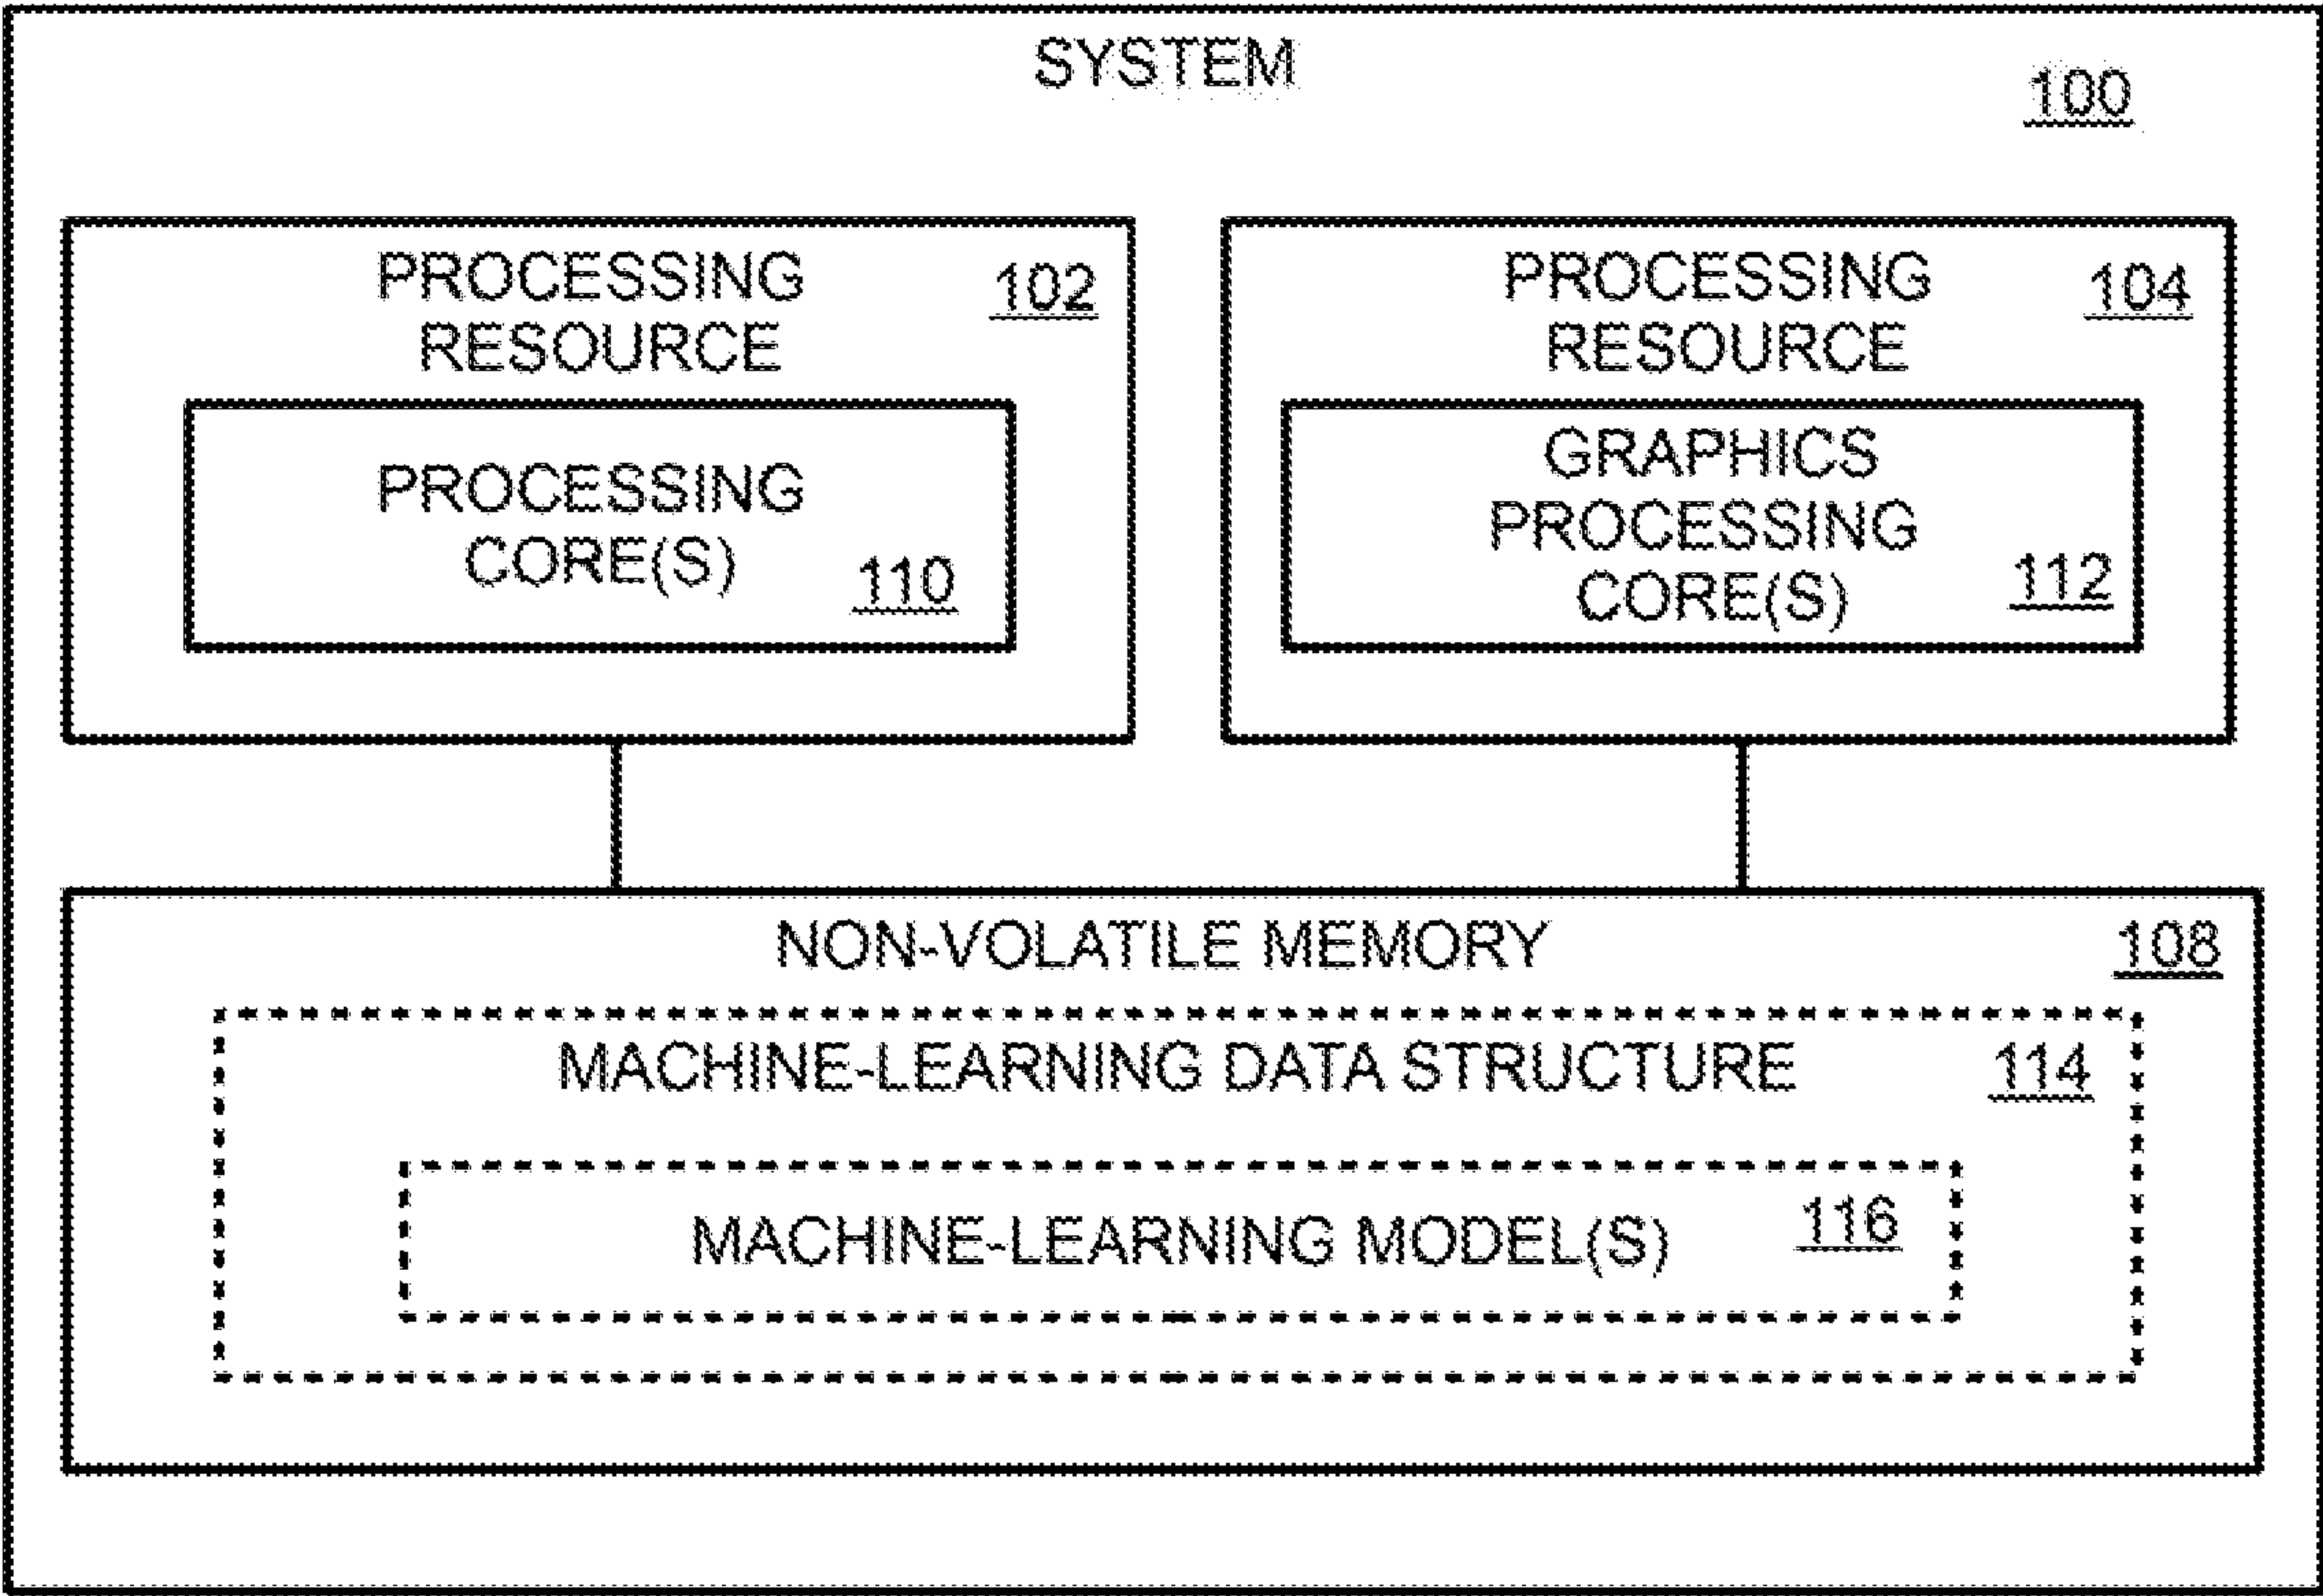 SYSTEM
100
PROCESSING
RESOURCE
102
PROCESSING
CORE(S)
110
PROCESSING
RESOURCE
104
GRAPHICS
PROCESSING
CORE(S)
112
NON-VOLATILE MEMORY
108
MACHINE-LEARNING DATA STRUCTURE
114
MACHINE-LEARNING MODEL(S)
116